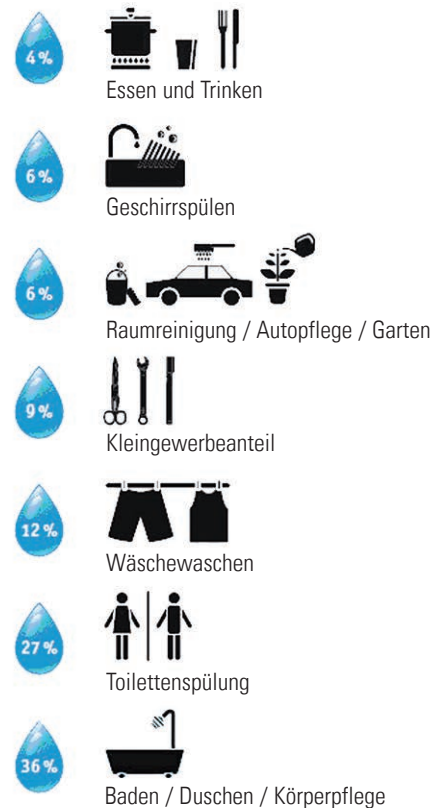 4 %
Essen und Trinken
6 %
Geschirrspülen
6 %
Raumreinigung / Autopflege / Garten
9 %
Kleingewerbeanteil
12 %
Wäschewaschen
27 %
Toilettenspülung
36 %
Baden / Duschen / Körperpflege